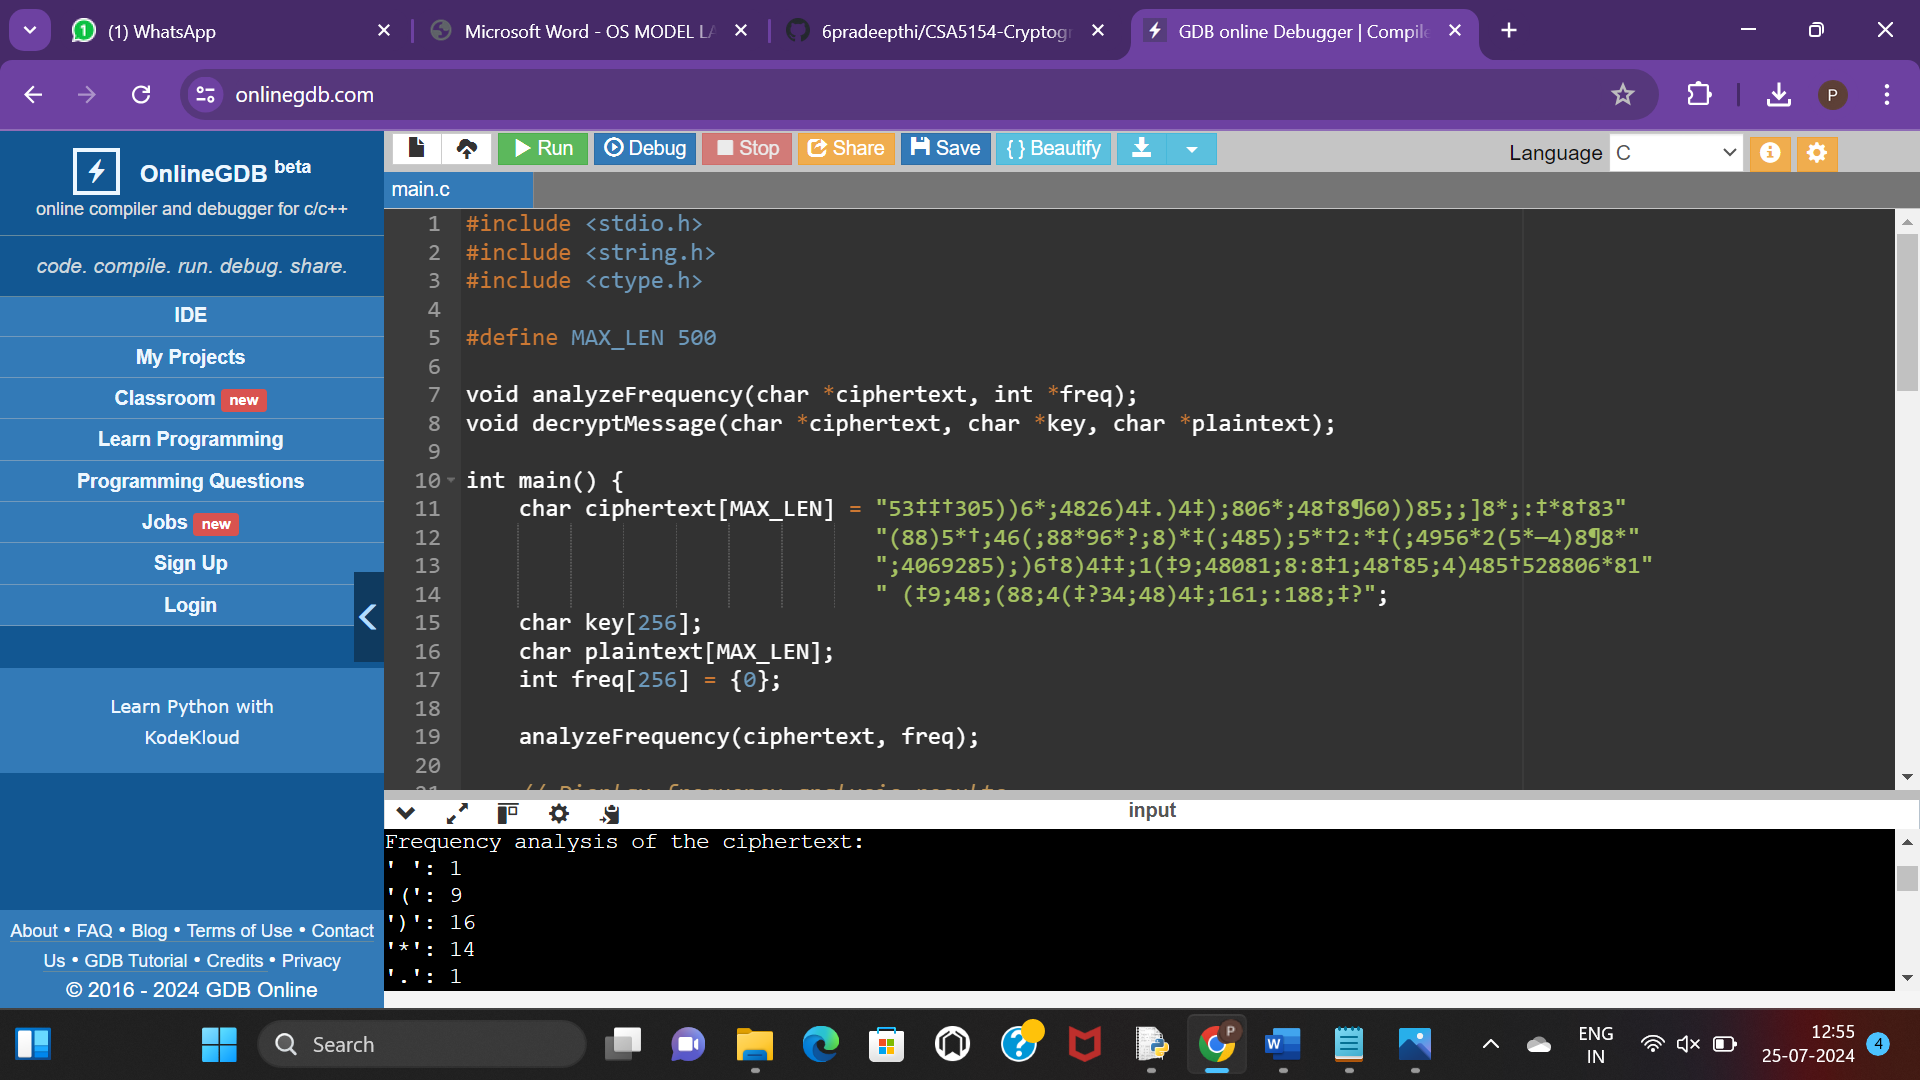 (1) WhatsApp
Microsoft Word - OS MODEL LA
6pradeepthi/CSA5154-Cryptogr
GDB online Debugger | Compile
onlinegdb.com
P
OnlineGDB beta
online compiler and debugger for c/c++
code. compile. run. debug. share.
IDE
My Projects
Classroom new
Learn Programming
Programming Questions
Jobs new
Sign Up
Login
Learn Python with
KodeKloud
About • FAQ • Blog • Terms of Use • Contact
Us • GDB Tutorial • Credits • Privacy
© 2016 - 2024 GDB Online
Run Debug Stop Share Save { } Beautify
Language C
main.c
1 #include <stdio.h>
2 #include <string.h>
3 #include <ctype.h>
4
5 #define MAX_LEN 500
6
7 void analyzeFrequency(char *ciphertext, int *freq);
8 void decryptMessage(char *ciphertext, char *key, char *plaintext);
9
10 int main() {
11 char ciphertext[MAX_LEN] = "53‡‡†305))6*;4826)4‡.)4‡);806*;48†8¶60))85;;]8*;:‡*8†83"
12 "(88)5*†;46(;88*96*?;8)*‡(;485);5*†2:*‡(;4956*2(5*—4)8¶8*"
13 ";4069285);)6†8)4‡‡;1(‡9;48081;8:8‡1;48†85;4)485†528806*81"
14 " (‡9;48;(88;4(‡?34;48)4‡;161;:188;‡?";
15 char key[256];
16 char plaintext[MAX_LEN];
17 int freq[256] = {0};
18
19 analyzeFrequency(ciphertext, freq);
20
21 // Display frequency analysis results
input
Frequency analysis of the ciphertext:
' ': 1
'(': 9
')': 16
'*': 14
'.': 1
Search
P
ENG
IN
12:55
25-07-2024
4